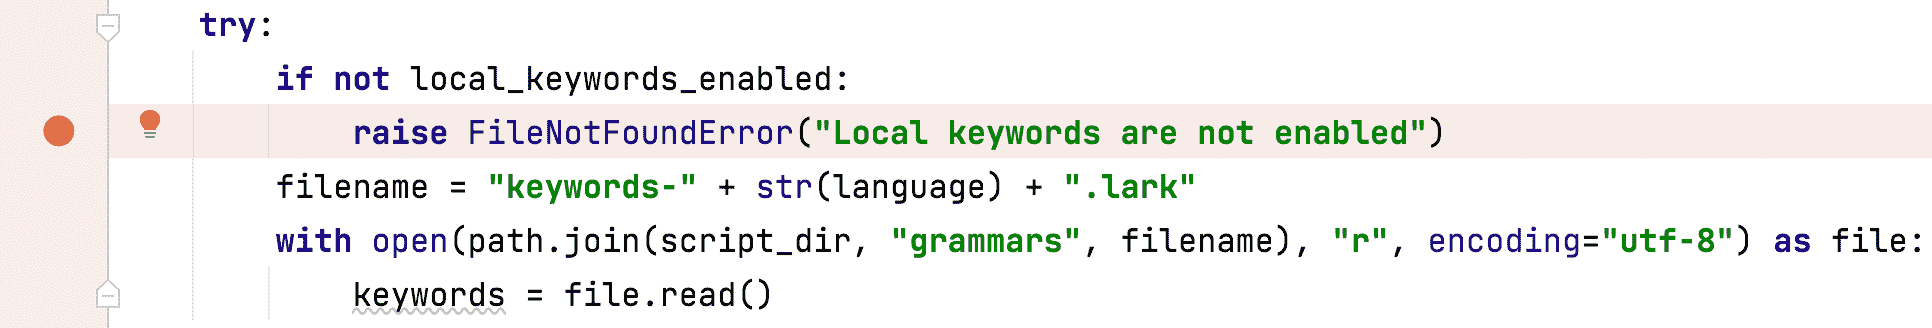 try:
if not local_keywords_enabled:
raise FileNotFoundError("Local keywords are not enabled")
filename = "keywords-" + str(language) + ".lark"
with open(path.join(script_dir, "grammars", filename), "r", encoding="utf-8") as file:
keywords = file.read()